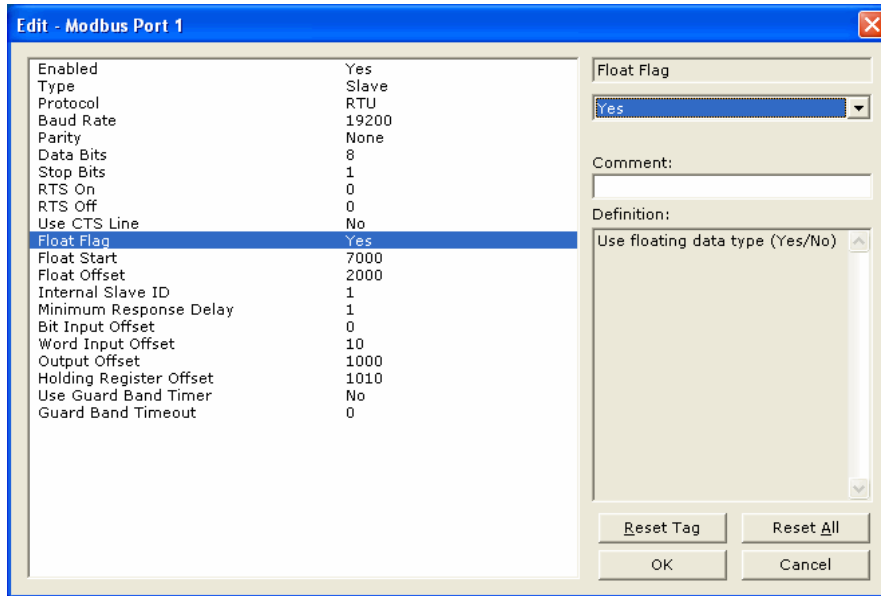 Edit - Modbus Port 1
Enabled Yes
Type Slave
Protocol RTU
Baud Rate 19200
Parity None
Data Bits 8
Stop Bits 1
RTS On 0
RTS Off 0
Use CTS Line No
Float Flag Yes
Float Start 7000
Float Offset 2000
Internal Slave ID 1
Minimum Response Delay 1
Bit Input Offset 0
Word Input Offset 10
Output Offset 1000
Holding Register Offset 1010
Use Guard Band Timer No
Guard Band Timeout 0
Float Flag
Yes
Comment:
Definition:
Use floating data type (Yes/No)
Reset Tag Reset All
OK Cancel